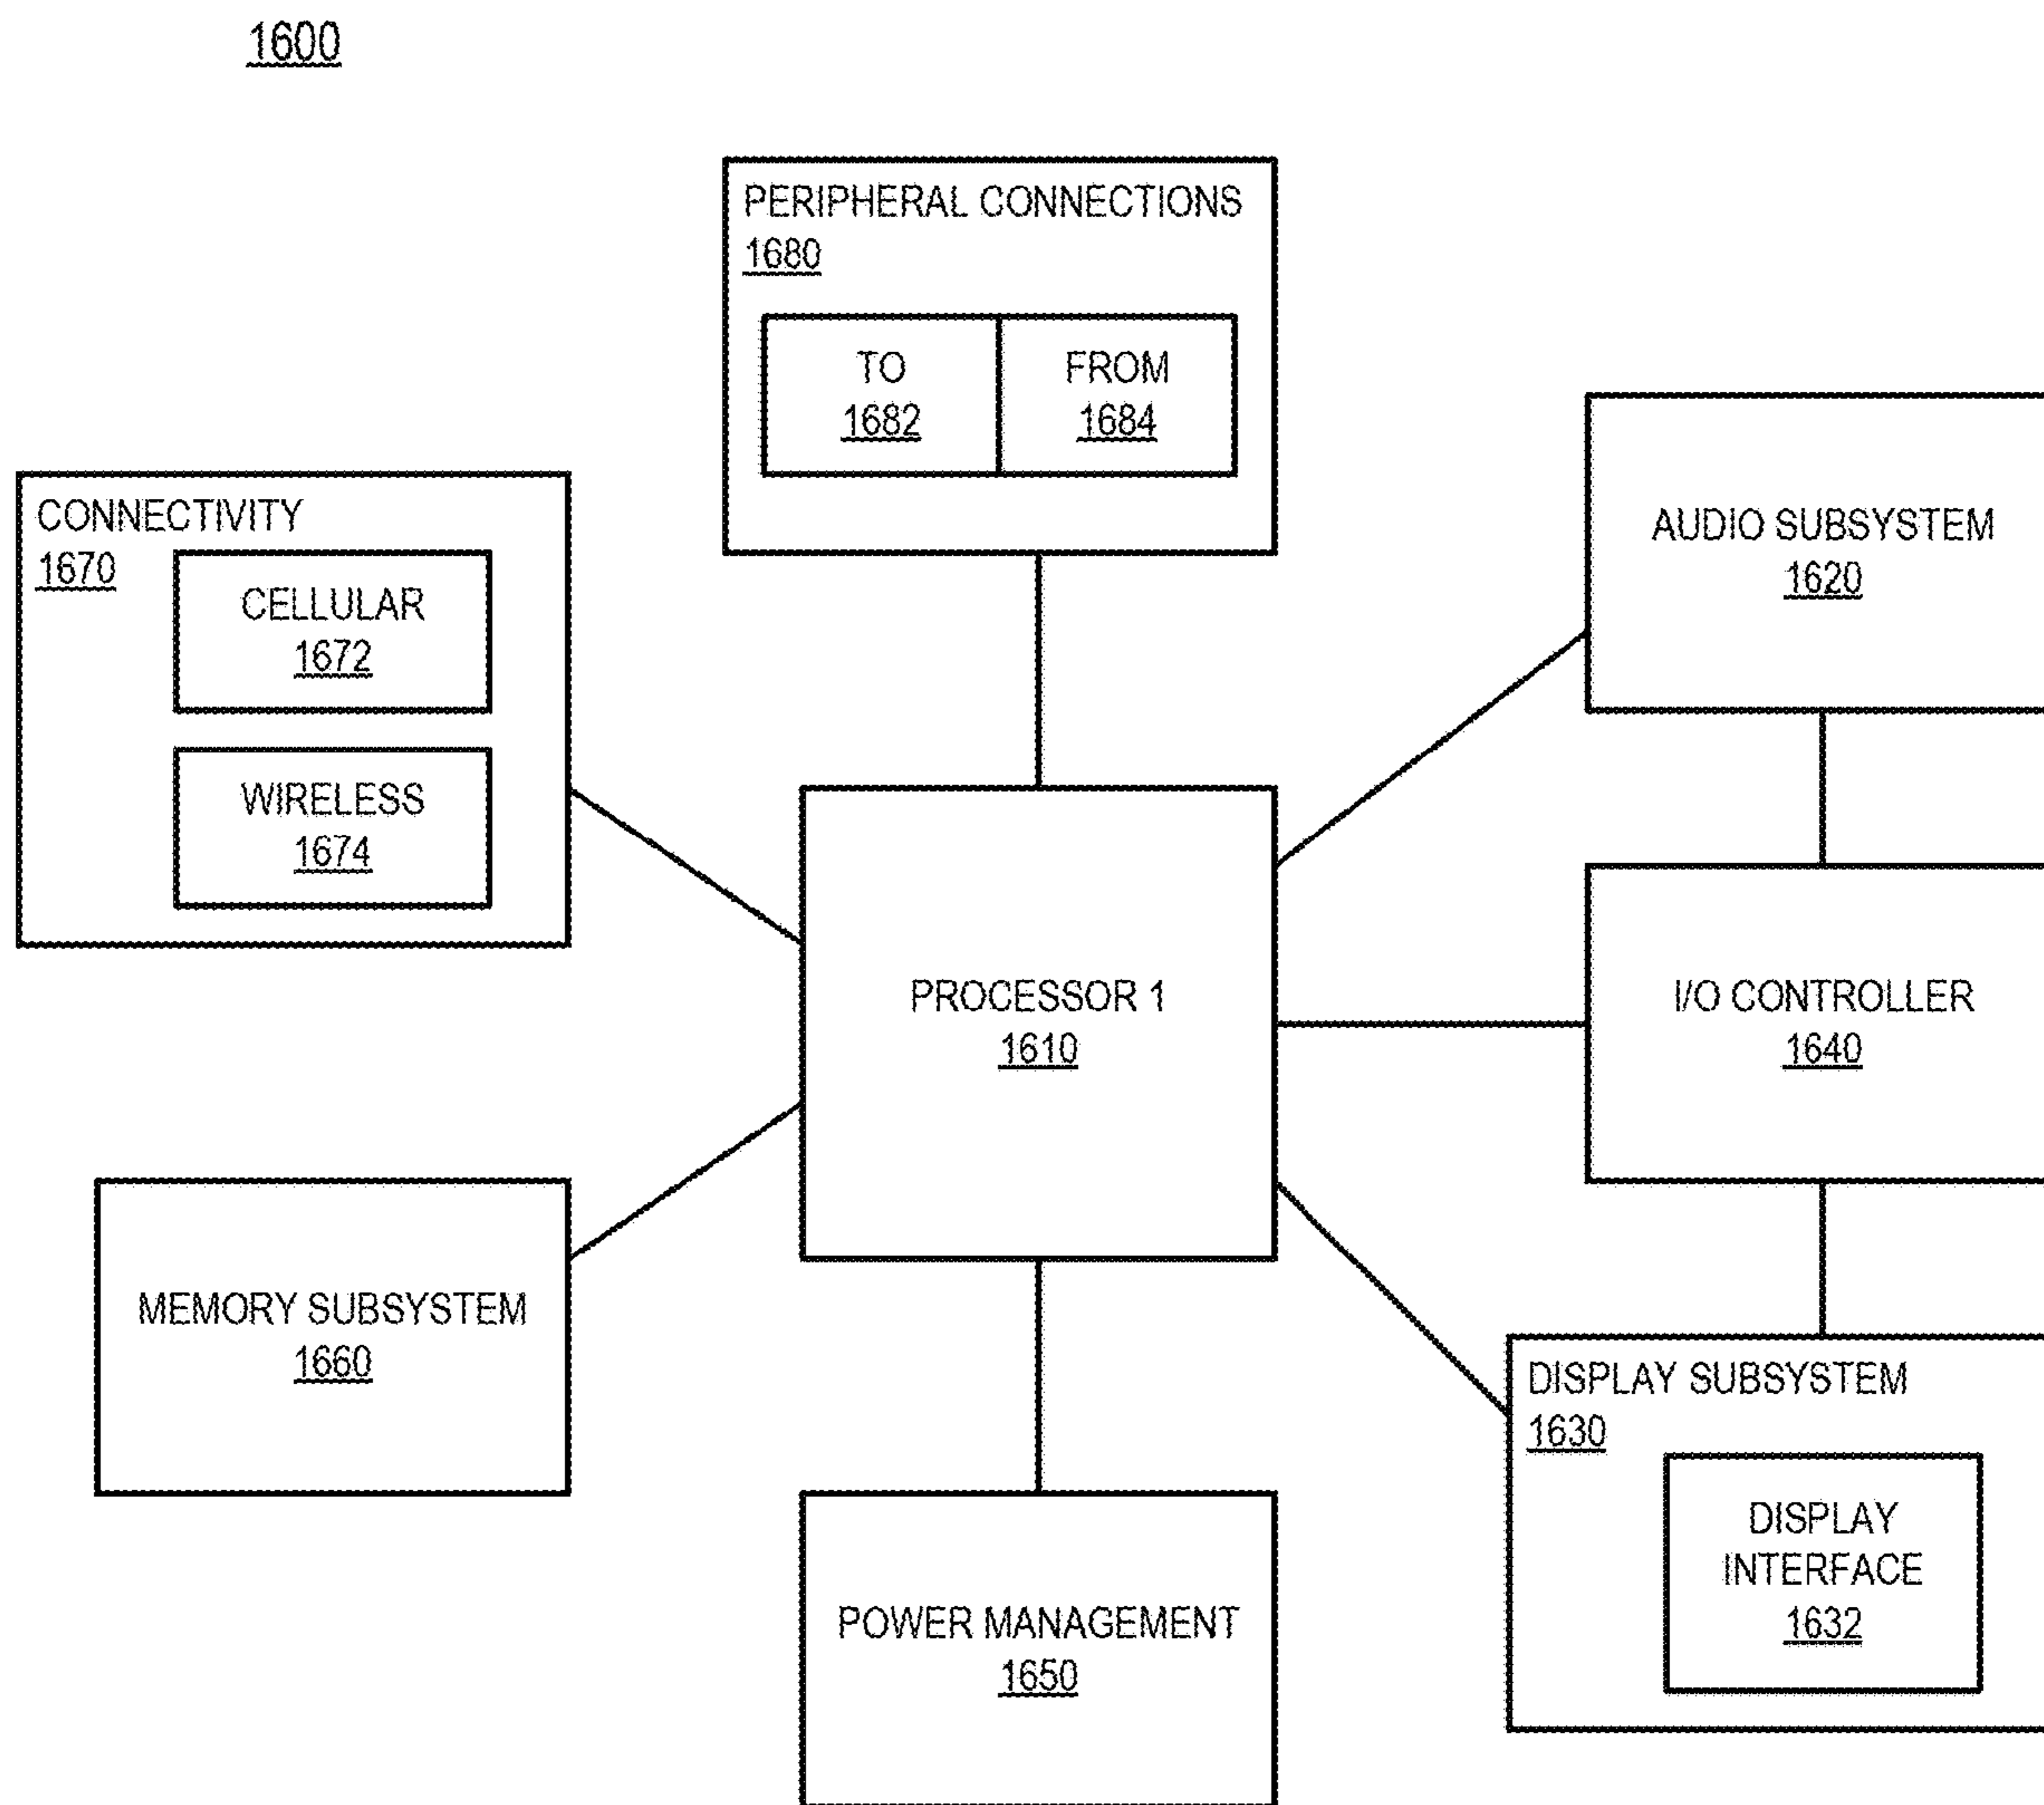 1600
PERIPHERAL CONNECTIONS
1680
TO
1682
FROM
1684
CONNECTIVITY
1670
CELLULAR
1672
WIRELESS
1674
AUDIO SUBSYSTEM
1620
PROCESSOR 1
1610
I/O CONTROLLER
1640
MEMORY SUBSYSTEM
1660
DISPLAY SUBSYSTEM
1630
DISPLAY
INTERFACE
1632
POWER MANAGEMENT
1650